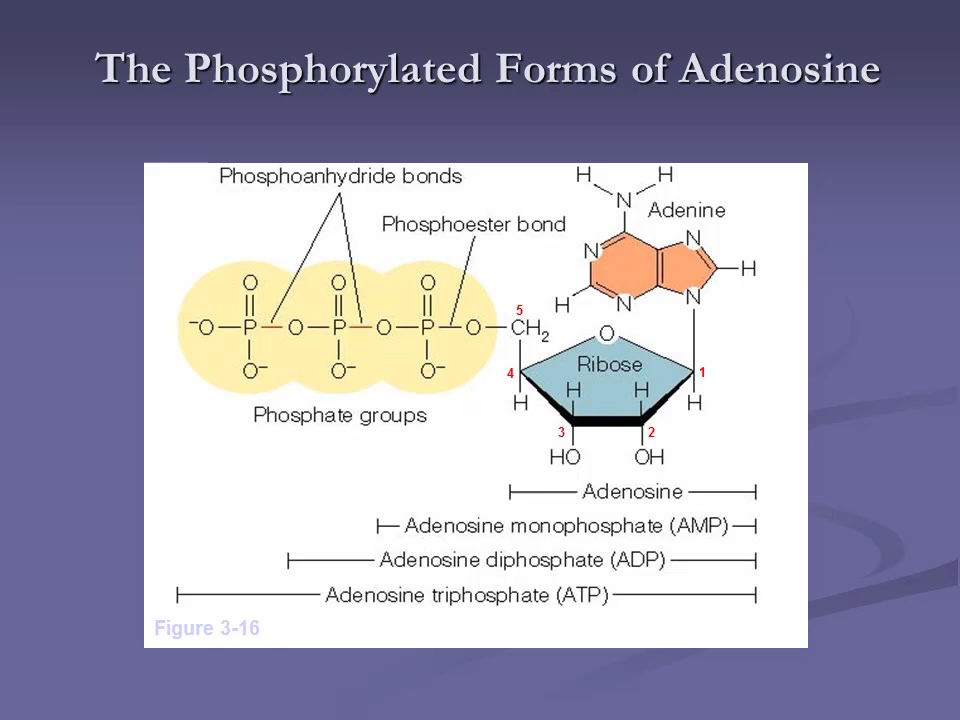 The Phosphorylated Forms of Adenosine
Phosphoanhydride bonds
Phosphoester bond
H H
N
Adenine
N N
H
N N
H
O O O
⁻O P O P O P O CH₂
O⁻ O⁻ O⁻
5
O
Ribose
4 1
H H H H
3 2
HO OH
Phosphate groups
Adenosine
Adenosine monophosphate (AMP)
Adenosine diphosphate (ADP)
Adenosine triphosphate (ATP)
Figure 3-16